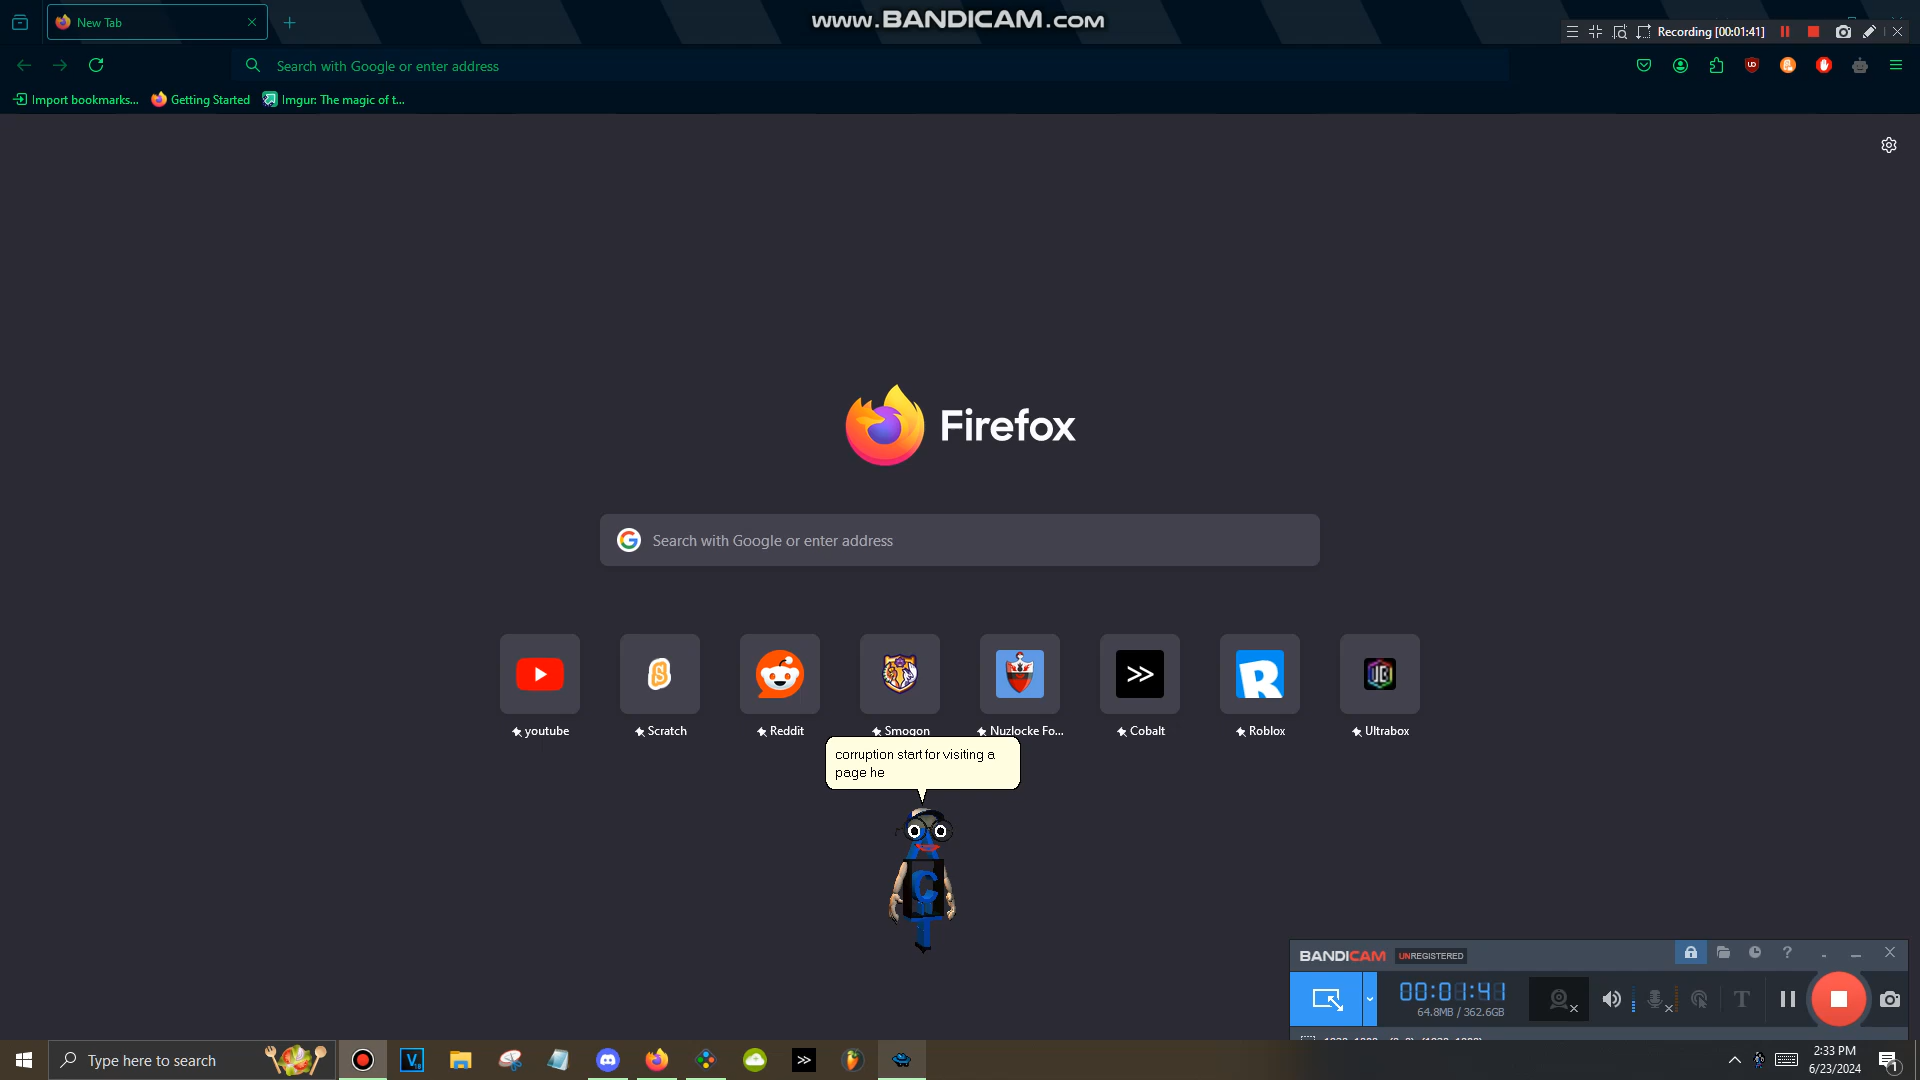 New Tab
www.BANDICAM.com
Recording [00:01:41]
Search with Google or enter address
Import bookmarks...
Getting Started
Imgur: The magic of t...
Firefox
Search with Google or enter address
youtube
Scratch
Reddit
Smogon
Nuzlocke Fo...
Cobalt
Roblox
Ultrabox
corruption start for visiting a
page he
C
BANDICAM
UNREGISTERED
00:01:41
64.8MB / 362.6GB
Type here to search
2:33 PM
6/23/2024